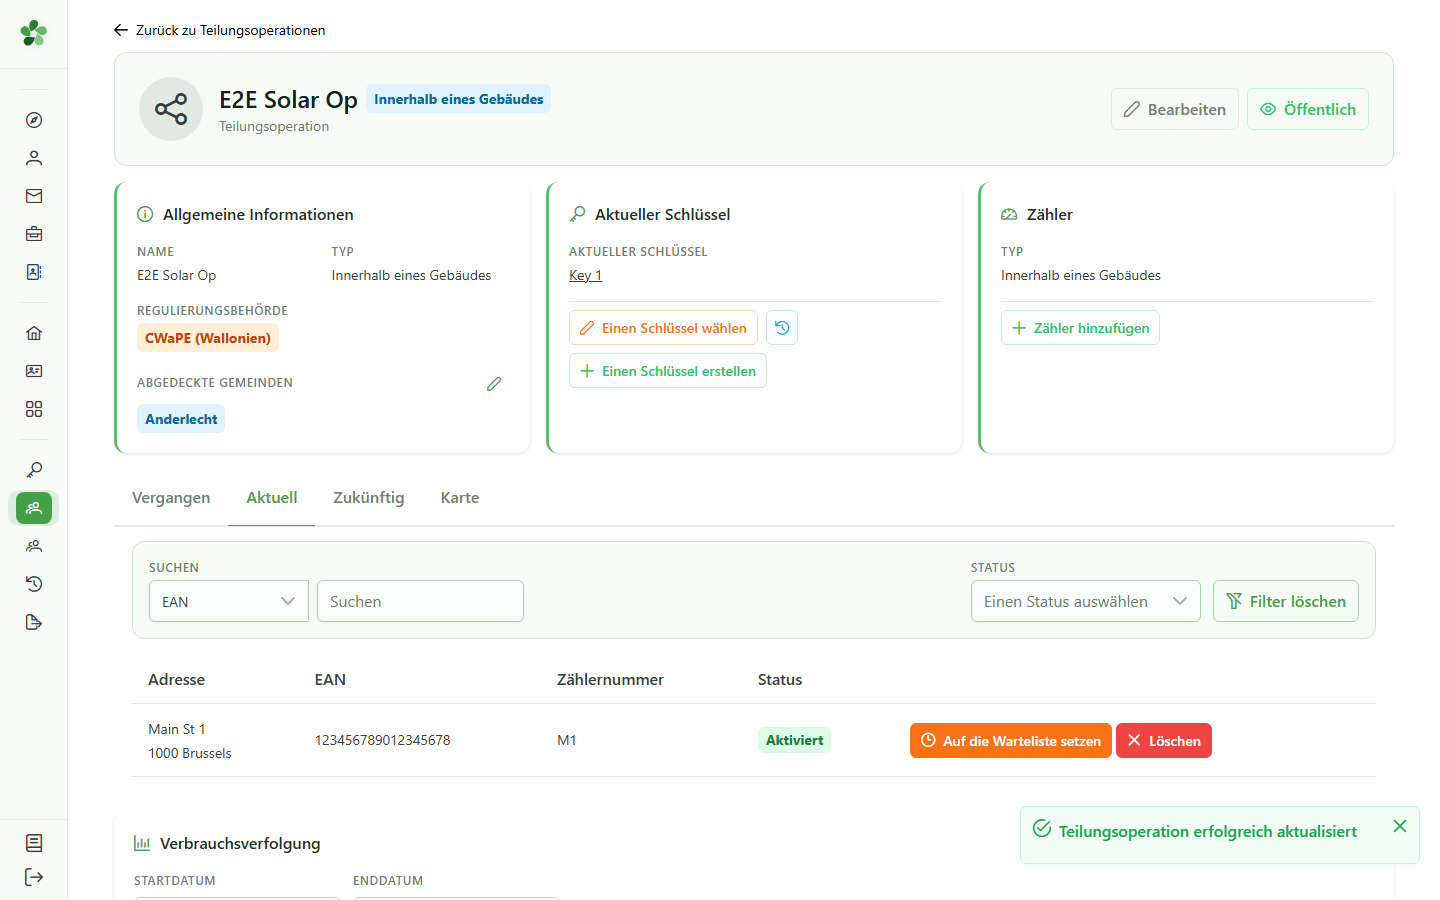 Zurück zu Teilungsoperationen
E2E Solar Op
Innerhalb eines Gebäudes
Teilungsoperation
Bearbeiten
Öffentlich
Allgemeine Informationen
NAME
TYP
E2E Solar Op
Innerhalb eines Gebäudes
REGULIERUNGSBEHÖRDE
CWaPE (Wallonien)
ABGEDECKTE GEMEINDEN
Anderlecht
Aktueller Schlüssel
AKTUELLER SCHLÜSSEL
Key 1
Einen Schlüssel wählen
Einen Schlüssel erstellen
Zähler
TYP
Innerhalb eines Gebäudes
Zähler hinzufügen
Vergangen
Aktuell
Zukünftig
Karte
SUCHEN
EAN
Suchen
STATUS
Einen Status auswählen
Filter löschen
Adresse
EAN
Zählernummer
Status
Main St 1
1000 Brussels
123456789012345678
M1
Aktiviert
Auf die Warteliste setzen
Löschen
Verbrauchsverfolgung
STARTDATUM
ENDDATUM
Teilungsoperation erfolgreich aktualisiert